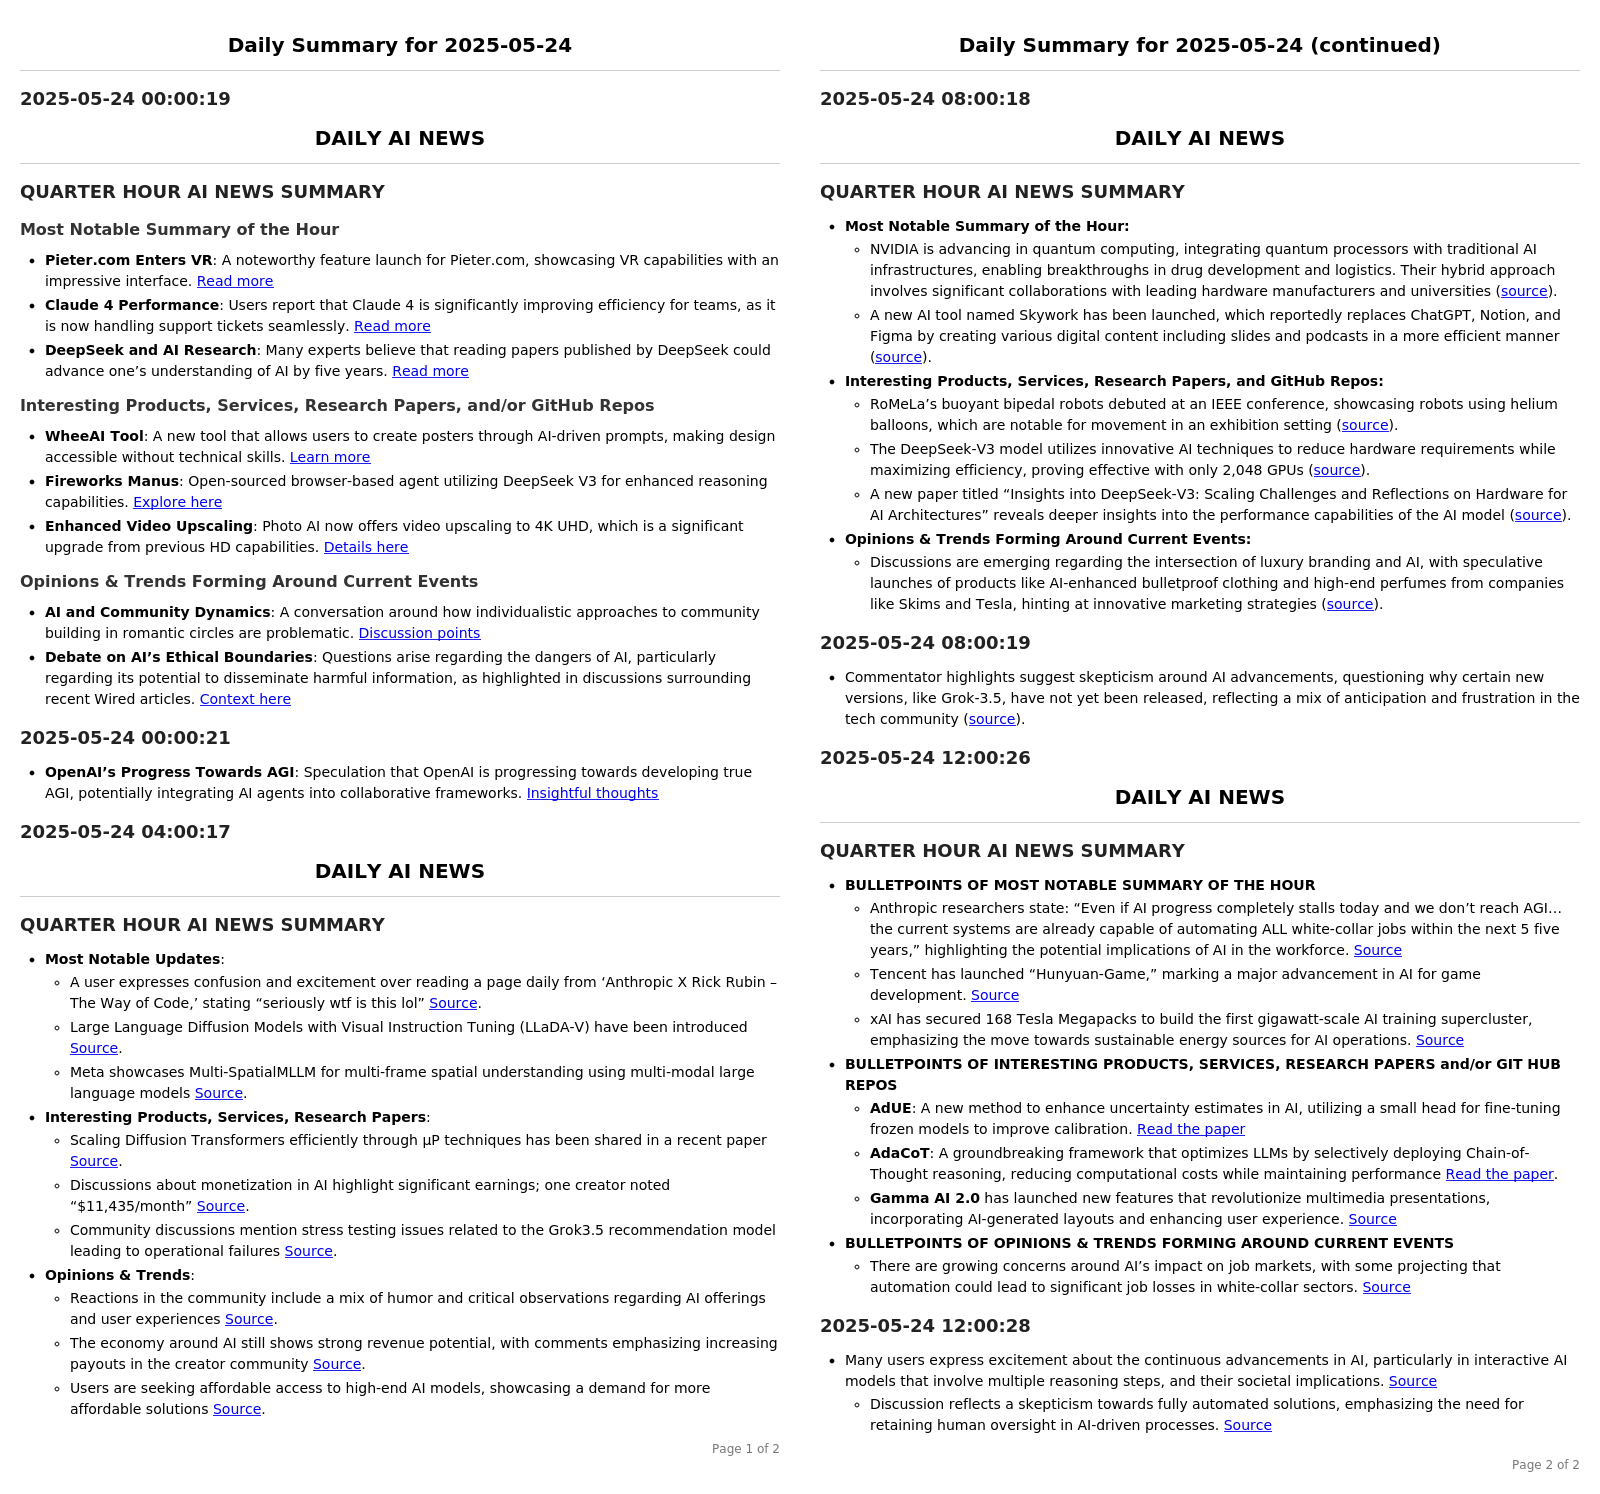 Daily Summary for 2025-05-24
2025-05-24 00:00:19
DAILY AI NEWS
QUARTER HOUR AI NEWS SUMMARY
Most Notable Summary of the Hour
• Pieter.com Enters VR: A noteworthy feature launch for Pieter.com, showcasing VR capabilities with an
impressive interface. Read more
• Claude 4 Performance: Users report that Claude 4 is significantly improving efficiency for teams, as it
is now handling support tickets seamlessly. Read more
• DeepSeek and AI Research: Many experts believe that reading papers published by DeepSeek could
advance one’s understanding of AI by five years. Read more
Interesting Products, Services, Research Papers, and/or GitHub Repos
• WheeAI Tool: A new tool that allows users to create posters through AI-driven prompts, making design
accessible without technical skills. Learn more
• Fireworks Manus: Open-sourced browser-based agent utilizing DeepSeek V3 for enhanced reasoning
capabilities. Explore here
• Enhanced Video Upscaling: Photo AI now offers video upscaling to 4K UHD, which is a significant
upgrade from previous HD capabilities. Details here
Opinions & Trends Forming Around Current Events
• AI and Community Dynamics: A conversation around how individualistic approaches to community
building in romantic circles are problematic. Discussion points
• Debate on AI’s Ethical Boundaries: Questions arise regarding the dangers of AI, particularly
regarding its potential to disseminate harmful information, as highlighted in discussions surrounding
recent Wired articles. Context here
2025-05-24 00:00:21
• OpenAI’s Progress Towards AGI: Speculation that OpenAI is progressing towards developing true
AGI, potentially integrating AI agents into collaborative frameworks. Insightful thoughts
2025-05-24 04:00:17
DAILY AI NEWS
QUARTER HOUR AI NEWS SUMMARY
• Most Notable Updates:
◦ A user expresses confusion and excitement over reading a page daily from ‘Anthropic X Rick Rubin –
The Way of Code,’ stating “seriously wtf is this lol” Source.
◦ Large Language Diffusion Models with Visual Instruction Tuning (LLaDA-V) have been introduced
Source.
◦ Meta showcases Multi-SpatialMLLM for multi-frame spatial understanding using multi-modal large
language models Source.
• Interesting Products, Services, Research Papers:
◦ Scaling Diffusion Transformers efficiently through μP techniques has been shared in a recent paper
Source.
◦ Discussions about monetization in AI highlight significant earnings; one creator noted
“$11,435/month” Source.
◦ Community discussions mention stress testing issues related to the Grok3.5 recommendation model
leading to operational failures Source.
• Opinions & Trends:
◦ Reactions in the community include a mix of humor and critical observations regarding AI offerings
and user experiences Source.
◦ The economy around AI still shows strong revenue potential, with comments emphasizing increasing
payouts in the creator community Source.
◦ Users are seeking affordable access to high-end AI models, showcasing a demand for more
affordable solutions Source.
Page 1 of 2
Daily Summary for 2025-05-24 (continued)
2025-05-24 08:00:18
DAILY AI NEWS
QUARTER HOUR AI NEWS SUMMARY
• Most Notable Summary of the Hour:
◦ NVIDIA is advancing in quantum computing, integrating quantum processors with traditional AI
infrastructures, enabling breakthroughs in drug development and logistics. Their hybrid approach
involves significant collaborations with leading hardware manufacturers and universities (source).
◦ A new AI tool named Skywork has been launched, which reportedly replaces ChatGPT, Notion, and
Figma by creating various digital content including slides and podcasts in a more efficient manner
(source).
• Interesting Products, Services, Research Papers, and GitHub Repos:
◦ RoMeLa’s buoyant bipedal robots debuted at an IEEE conference, showcasing robots using helium
balloons, which are notable for movement in an exhibition setting (source).
◦ The DeepSeek-V3 model utilizes innovative AI techniques to reduce hardware requirements while
maximizing efficiency, proving effective with only 2,048 GPUs (source).
◦ A new paper titled “Insights into DeepSeek-V3: Scaling Challenges and Reflections on Hardware for
AI Architectures” reveals deeper insights into the performance capabilities of the AI model (source).
• Opinions & Trends Forming Around Current Events:
◦ Discussions are emerging regarding the intersection of luxury branding and AI, with speculative
launches of products like AI-enhanced bulletproof clothing and high-end perfumes from companies
like Skims and Tesla, hinting at innovative marketing strategies (source).
2025-05-24 08:00:19
• Commentator highlights suggest skepticism around AI advancements, questioning why certain new
versions, like Grok-3.5, have not yet been released, reflecting a mix of anticipation and frustration in the
tech community (source).
2025-05-24 12:00:26
DAILY AI NEWS
QUARTER HOUR AI NEWS SUMMARY
• BULLETPOINTS OF MOST NOTABLE SUMMARY OF THE HOUR
◦ Anthropic researchers state: “Even if AI progress completely stalls today and we don’t reach AGI…
the current systems are already capable of automating ALL white-collar jobs within the next 5 five
years,” highlighting the potential implications of AI in the workforce. Source
◦ Tencent has launched “Hunyuan-Game,” marking a major advancement in AI for game
development. Source
◦ xAI has secured 168 Tesla Megapacks to build the first gigawatt-scale AI training supercluster,
emphasizing the move towards sustainable energy sources for AI operations. Source
• BULLETPOINTS OF INTERESTING PRODUCTS, SERVICES, RESEARCH PAPERS and/or GIT HUB
REPOS
◦ AdUE: A new method to enhance uncertainty estimates in AI, utilizing a small head for fine-tuning
frozen models to improve calibration. Read the paper
◦ AdaCoT: A groundbreaking framework that optimizes LLMs by selectively deploying Chain-of-
Thought reasoning, reducing computational costs while maintaining performance Read the paper.
◦ Gamma AI 2.0 has launched new features that revolutionize multimedia presentations,
incorporating AI-generated layouts and enhancing user experience. Source
• BULLETPOINTS OF OPINIONS & TRENDS FORMING AROUND CURRENT EVENTS
◦ There are growing concerns around AI’s impact on job markets, with some projecting that
automation could lead to significant job losses in white-collar sectors. Source
2025-05-24 12:00:28
• Many users express excitement about the continuous advancements in AI, particularly in interactive AI
models that involve multiple reasoning steps, and their societal implications. Source
◦ Discussion reflects a skepticism towards fully automated solutions, emphasizing the need for
retaining human oversight in AI-driven processes. Source
Page 2 of 2